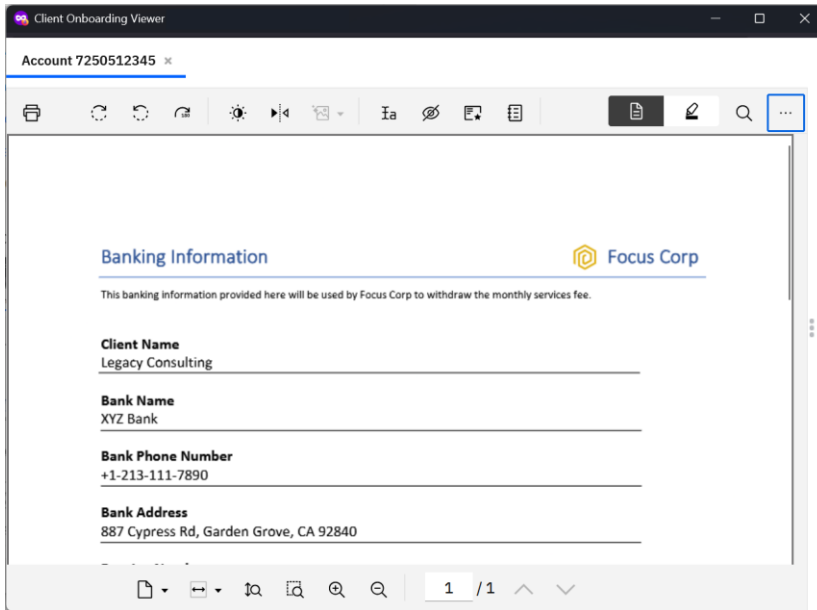 Client Onboarding Viewer
Account 7250512345
Banking Information
Focus Corp
This banking information provided here will be used by Focus Corp to withdraw the monthly services fee.
Client Name
Legacy Consulting
Bank Name
XYZ Bank
Bank Phone Number
+1-213-111-7890
Bank Address
887 Cypress Rd, Garden Grove, CA 92840
1 / 1